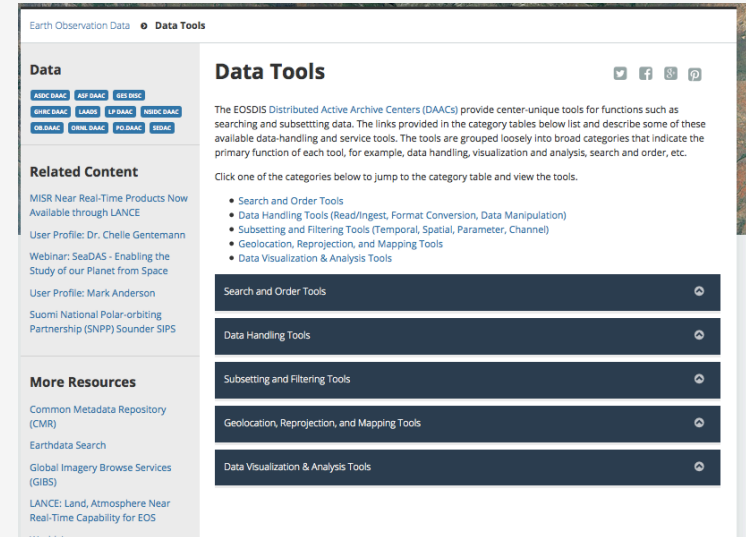 Earth Observation Data Data Tools
Data
ASDC DAAC ASF DAAC GES DISC
GHRC DAAC LAADS LP DAAC NSIDC DAAC
OB.DAAC ORNL DAAC PO.DAAC SEDAC
Related Content
MISR Near Real-Time Products Now
Available through LANCE
User Profile: Dr. Chelle Gentemann
Webinar: SeaDAS - Enabling the
Study of our Planet from Space
User Profile: Mark Anderson
Suomi National Polar-orbiting
Partnership (SNPP) Sounder SIPS
More Resources
Common Metadata Repository
(CMR)
Earthdata Search
Global Imagery Browse Services
(GIBS)
LANCE: Land, Atmosphere Near
Real-Time Capability for EOS
Data Tools
The EOSDIS Distributed Active Archive Centers (DAACs) provide center-unique tools for functions such as
searching and subsettting data. The links provided in the category tables below list and describe some of these
available data-handling and service tools. The tools are grouped loosely into broad categories that indicate the
primary function of each tool, for example, data handling, visualization and analysis, search and order, etc.
Click one of the categories below to jump to the category table and view the tools.
Search and Order Tools
Data Handling Tools (Read/Ingest, Format Conversion, Data Manipulation)
Subsetting and Filtering Tools (Temporal, Spatial, Parameter, Channel)
Geolocation, Reprojection, and Mapping Tools
Data Visualization & Analysis Tools
Search and Order Tools
Data Handling Tools
Subsetting and Filtering Tools
Geolocation, Reprojection, and Mapping Tools
Data Visualization & Analysis Tools